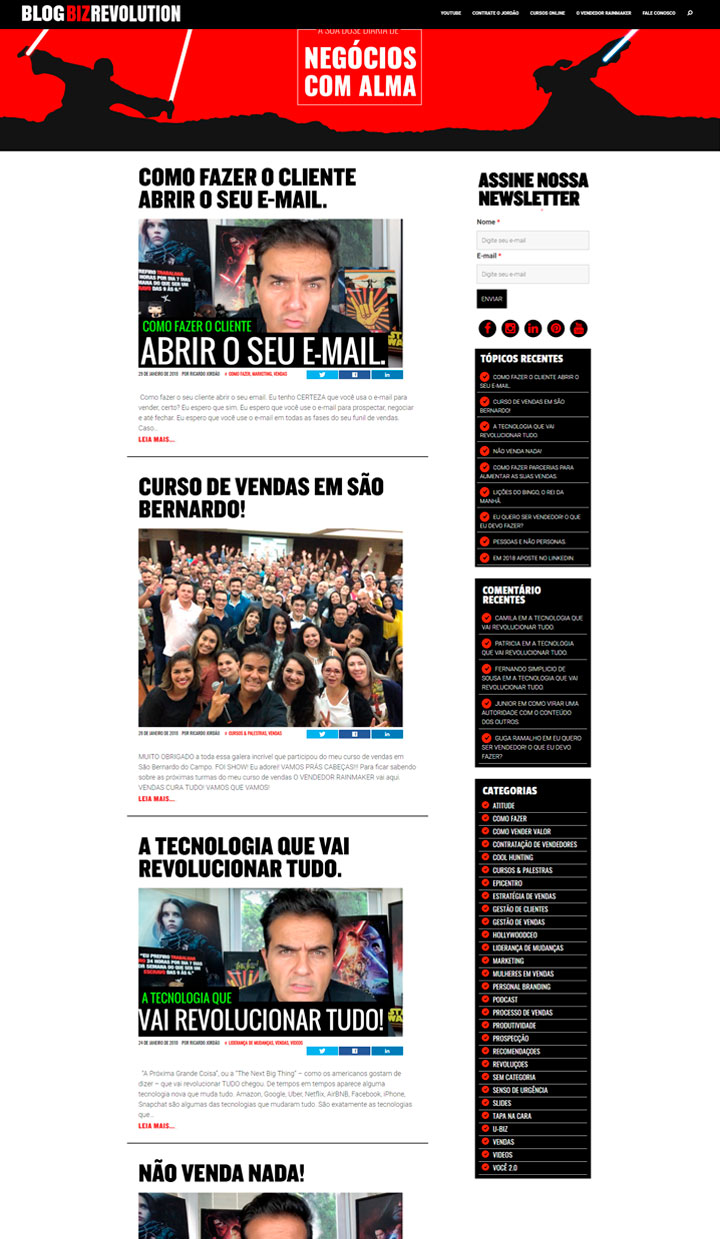 BLOG BIZREVOLUTION
YOUTUBE CONTRATE O JORDÃO CURSOS ONLINE O VENDEDOR RAINMAKER FALE CONOSCO
A SUA DOSE DIÁRIA DE
NEGÓCIOS
COM ALMA
COMO FAZER O CLIENTE
ABRIR O SEU E-MAIL.
COMO FAZER O CLIENTE
ABRIR O SEU E-MAIL.
29 DE JANEIRO DE 2018 POR RICARDO JORDÃO # COMO FAZER, MARKETING, VENDAS
Como fazer o seu cliente abrir o seu email. Eu tenho CERTEZA que você usa o e-mail para
vender, certo? Eu espero que sim. Eu espero que você use o e-mail para prospectar, negociar
e até fechar. Eu espero que você use o e-mail em todas as fases do seu funil de vendas.
Caso...
LEIA MAIS...
CURSO DE VENDAS EM SÃO
BERNARDO!
POR RICARDO JORDÃO # CURSOS & PALESTRAS, VENDAS
MUITO OBRIGADO a toda essa galera incrível que participou do meu curso de vendas em
São Bernardo do Campo. FOI SHOW! Eu adorei! VAMOS PRÁS CABEÇAS!!! Para ficar sabendo
sobre as próximas turmas do meu curso de vendas O VENDEDOR RAINMAKER vai aqui.
VENDAS CURA TUDO! VAMOS QUE VAMOS!
LEIA MAIS...
A TECNOLOGIA QUE VAI
REVOLUCIONAR TUDO.
A TECNOLOGIA QUE
VAI REVOLUCIONAR TUDO!
24 DE JANEIRO DE 2018 POR RICARDO JORDÃO # LIDERANÇA DE MUDANÇAS, VENDAS, VIDEOS
"A Próxima Grande Coisa", ou a "The Next Big Thing" – como os americanos gostam de
dizer – que vai revolucionar TUDO chegou. De tempos em tempos aparece alguma
tecnologia nova que muda tudo. Amazon, Google, Uber, Netflix, AirBNB, Facebook, iPhone,
Snapchat são algumas das tecnologias que mudaram tudo. São exatamente as tecnologias
que...
LEIA MAIS...
NÃO VENDA NADA!
ASSINE NOSSA
NEWSLETTER
Nome *
Digite seu e-mail
E-mail *
Digite seu e-mail
ENVIAR
TÓPICOS RECENTES
COMO FAZER O CLIENTE ABRIR O
SEU E-MAIL.
CURSO DE VENDAS EM SÃO
BERNARDO!
A TECNOLOGIA QUE VAI
REVOLUCIONAR TUDO.
NÃO VENDA NADA!
COMO FAZER PARCERIAS PARA
AUMENTAR AS SUAS VENDAS.
LIÇÕES DO BINGO, O REI DA
MANHÃ.
EU QUERO SER VENDEDOR! O QUE
EU DEVO FAZER?
PESSOAS E NÃO PERSONAS.
EM 2018 APOSTE NO LINKEDIN
COMENTÁRIO
RECENTES
CAMILA EM A TECNOLOGIA QUE
VAI REVOLUCIONAR TUDO.
PATRICIA EM A TECNOLOGIA
QUE VAI REVOLUCIONAR TUDO.
FERNANDO SIMPLICIO DE
SOUSA EM A TECNOLOGIA QUE VAI
REVOLUCIONAR TUDO.
JUNIOR EM COMO VIRAR UMA
AUTORIDADE COM O CONTEÚDO
DOS OUTROS
GUGA RAMALHO EM EU QUERO
SER VENDEDOR! O QUE EU DEVO
FAZER?
CATEGORIAS
ATITUDE
COMO FAZER
COMO VENDER VALOR
CONTRATAÇÃO DE VENDEDORES
COOL HUNTING
CURSOS & PALESTRAS
EPICENTRO
ESTRATÉGIA DE VENDAS
GESTÃO DE CLIENTES
GESTÃO DE VENDAS
HOLLYWOODCEO
LIDERANÇA DE MUDANÇAS
MARKETING
MULHERES EM VENDAS
PERSONAL BRANDING
PODCAST
PROCESSO DE VENDAS
PRODUTIVIDADE
PROSPECÇÃO
RECOMENDAÇOES
REVOLUÇOES
SEM CATEGORIA
SENSO DE URGÊNCIA
SLIDES
TAPA NA CARA
U-BIZ
VENDAS
VIDEOS
VOCÊ 2.0